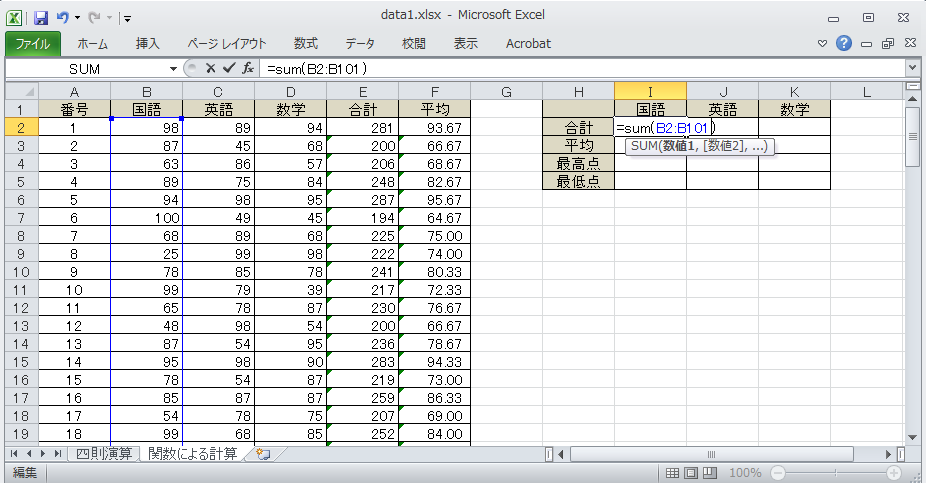 data1.xlsx - Microsoft Excel
ファイル ホーム 挿入 ページ レイアウト 数式 データ 校閲 表示 Acrobat
SUM fx =sum(B2:B101)
A B C D E F G H I J K L
1 番号 国語 英語 数学 合計 平均 国語 英語 数学
2 1 98 89 94 281 93.67 合計 =sum(B2:B101)
3 2 87 45 68 200 66.67 平均 SUM(数値1, [数値2], ...)
4 3 63 86 57 206 68.67 最高点
5 4 89 75 84 248 82.67 最低点
6 5 94 98 95 287 95.67
7 6 100 49 45 194 64.67
8 7 68 89 68 225 75.00
9 8 25 99 98 222 74.00
10 9 78 85 78 241 80.33
11 10 99 79 39 217 72.33
12 11 65 78 87 230 76.67
13 12 48 98 54 200 66.67
14 13 87 54 95 236 78.67
15 14 95 98 90 283 94.33
16 15 78 54 87 219 73.00
17 16 85 87 87 259 86.33
18 17 54 78 75 207 69.00
19 18 99 68 85 252 84.00
四則演算 関数による計算
編集 100%